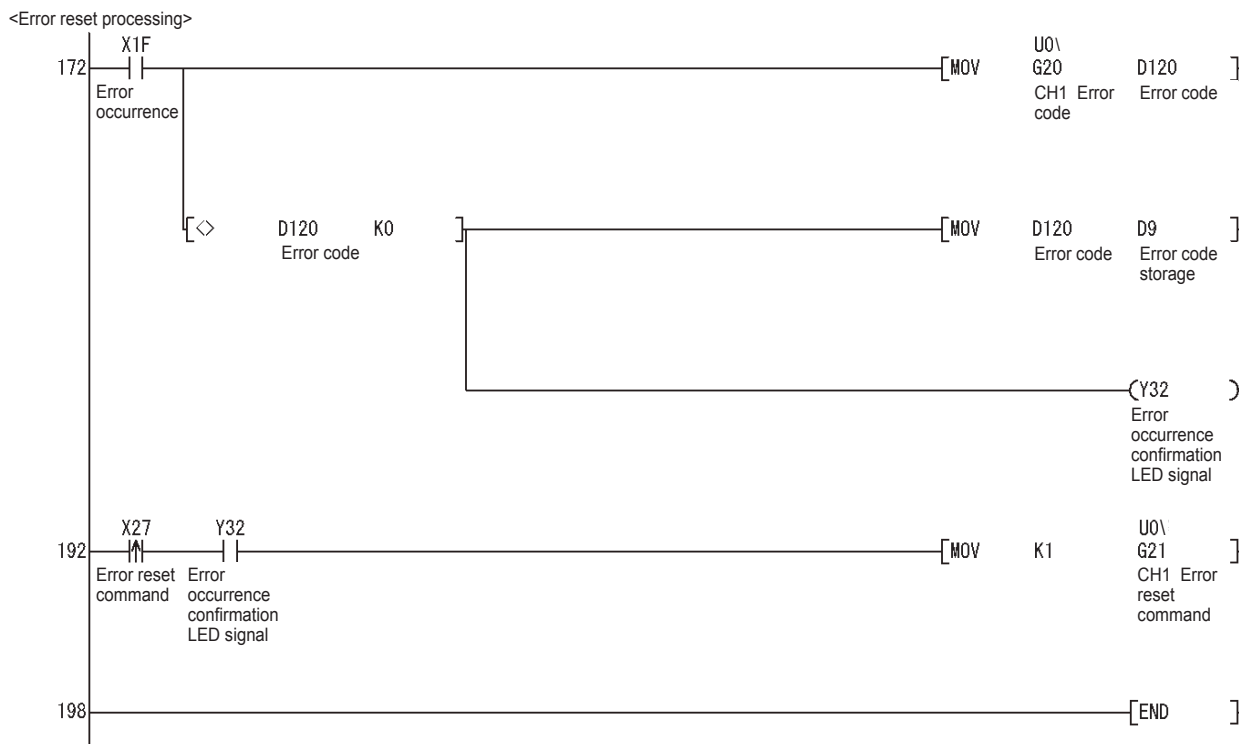 <Error reset processing>
X1F
172
Error
occurrence
[MOV U0\
G20 D120 ]
CH1 Error
code
Error code
[<> D120 K0 ]
Error code
[MOV D120 D9 ]
Error code
Error code
storage
(Y32 )
Error
occurrence
confirmation
LED signal
X27 Y32
192
Error reset
command
Error
occurrence
confirmation
LED signal
[MOV K1 U0\
G21 ]
CH1 Error
reset
command
198
[END ]